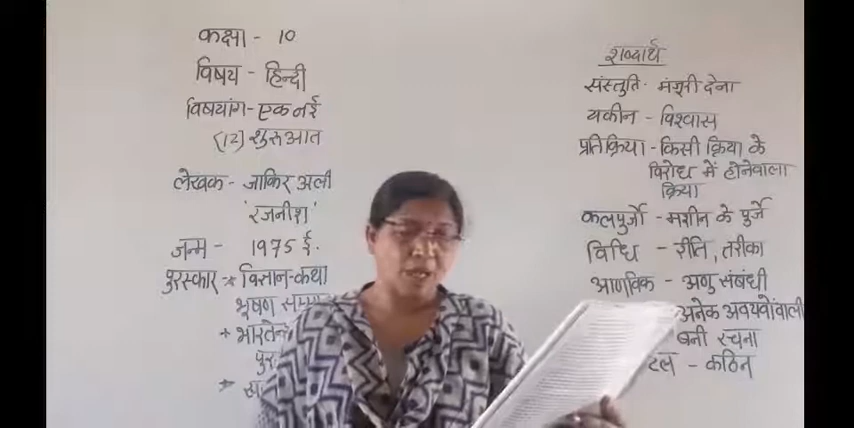 कक्षा - 10
विषय - हिन्दी
विषयांग - एक नई
(12) शुरूआत
लेखक - जाकिर अली
'रजनीश'
जन्म - 1975 ई.
पुरस्कार - * विज्ञान-कथा
भूषण
*
*
शब्दार्थ
संस्तुति - मंजूरी देना
यकीन - विश्वास
प्रतिक्रिया - किसी क्रिया के
विरोध में होनेवाला
क्रिया
कलपुर्जो - मशीन के पुर्जे
विधि - रीति, तरीका
आणविक - अणु संबंधी
अनेक अवयवोंवाली
बनी रचना
- कठिन